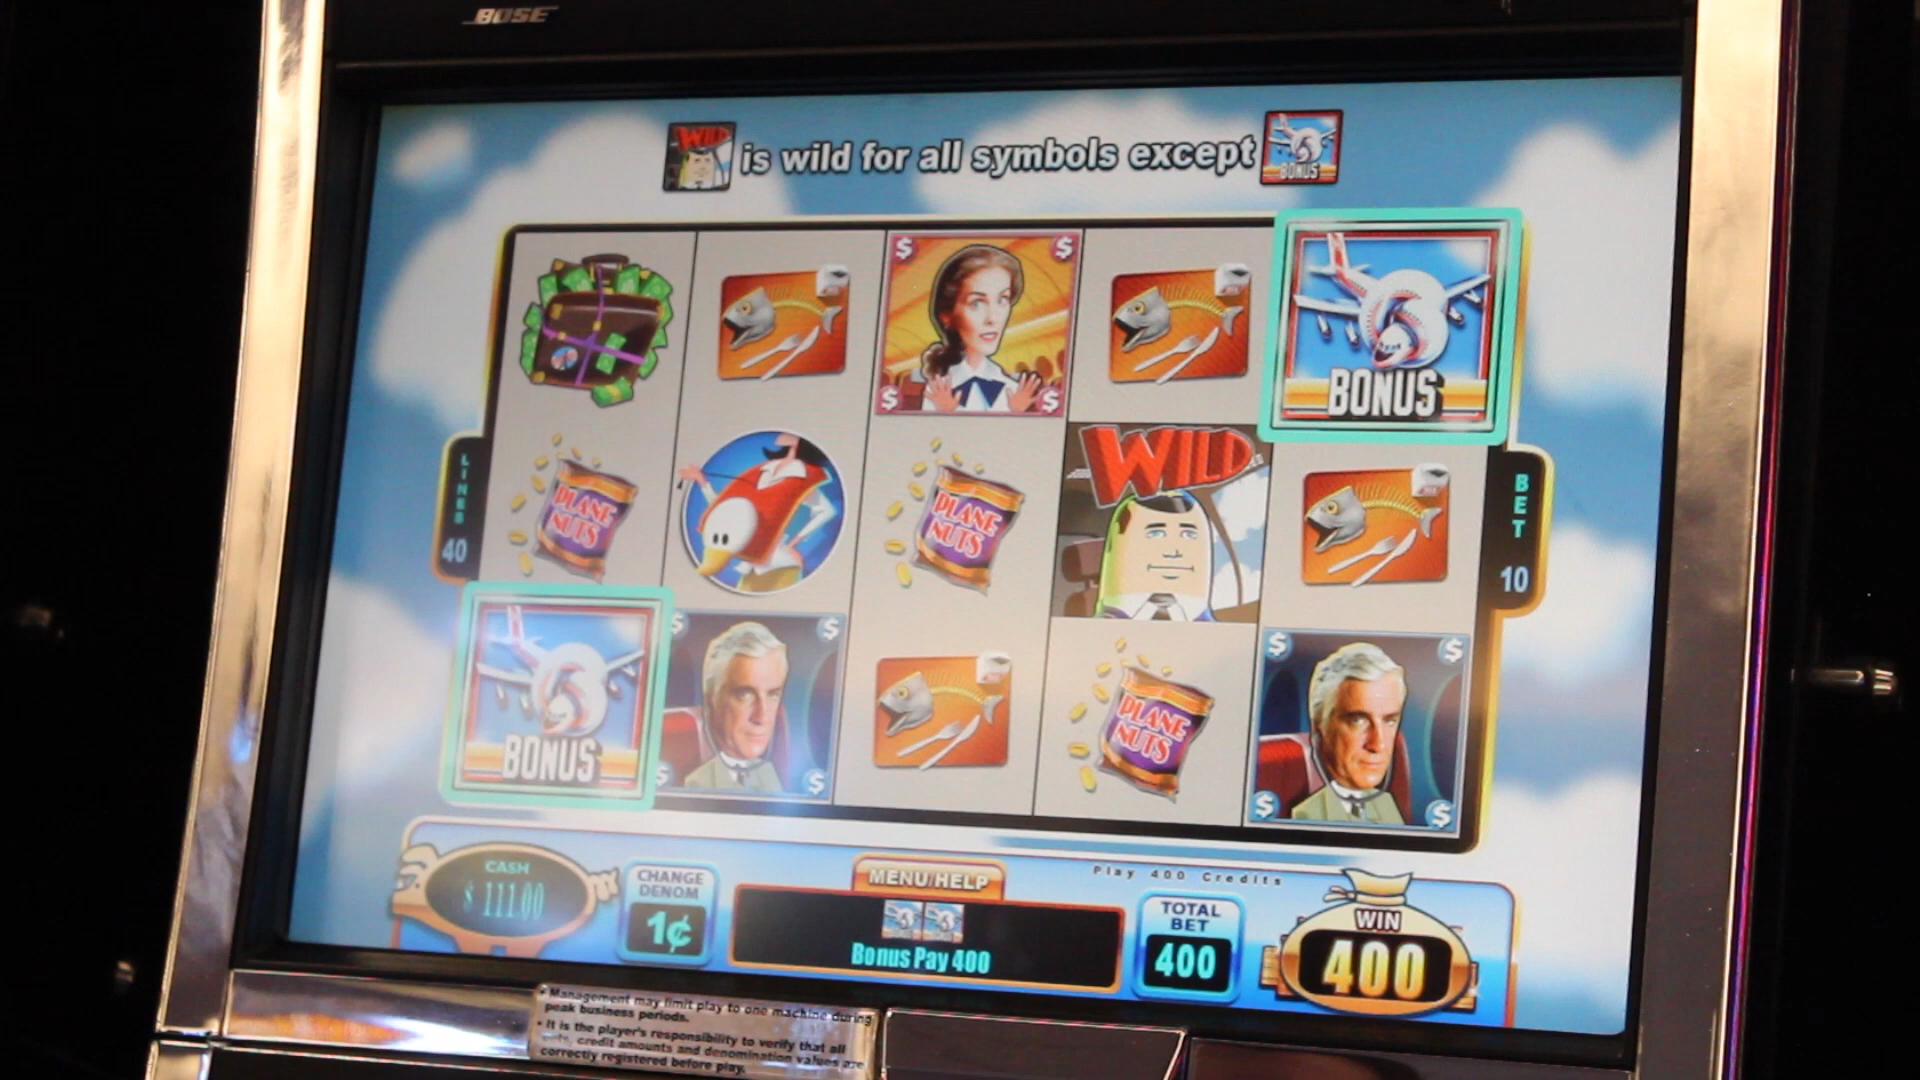 BOSE
WILD is wild for all symbols except BONUS
$ $
$ $
BONUS
PLANE
NUTS
PLANE
NUTS
WILD
LINES
40
BET
10
BONUS
$ $
$ $
PLANE
NUTS
$ $
$ $
CASH
$ 111.00
CHANGE
DENOM
1¢
MENU/HELP
Bonus Pay 400
Play 400 Credits
TOTAL
BET
400
WIN
400
• Management may limit play to one machine during
peak business periods.
• It is the player's responsibility to verify that all
credit amounts and denomination values are
correctly registered before play.